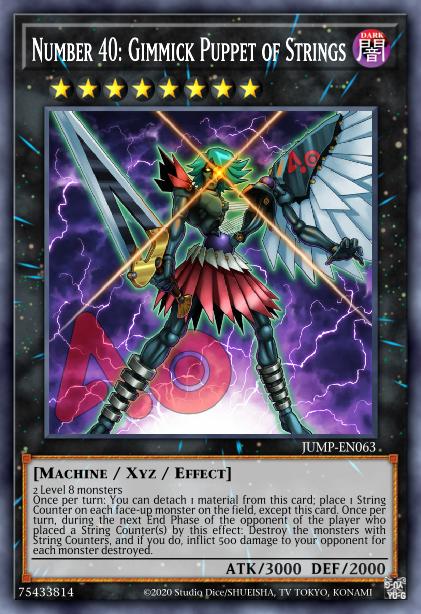 Number 40: Gimmick Puppet of Strings
DARK
闇
4.0
40
JUMP-EN063
[Machine / Xyz / Effect]
2 Level 8 monsters
Once per turn: You can detach 1 material from this card; place 1 String
Counter on each face-up monster on the field, except this card. Once per
turn, during the next End Phase of the opponent of the player who
placed a String Counter(s) by this effect: Destroy the monsters with
String Counters, and if you do, inflict 500 damage to your opponent for
each monster destroyed.
ATK/3000 DEF/2000
75433814
©2020 Studio Dice/SHUEISHA, TV TOKYO, KONAMI